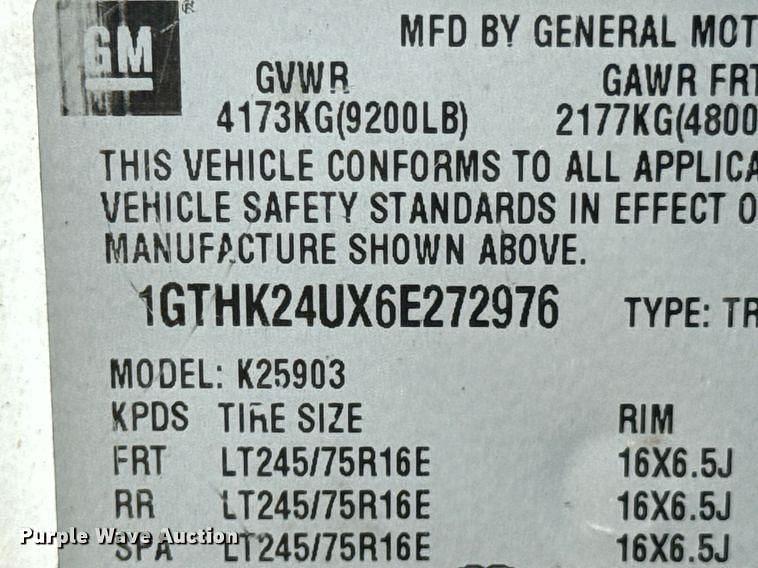 GM ®
MFD BY GENERAL MOT
GVWR GAWR FRT
4173KG(9200LB) 2177KG(4800
THIS VEHICLE CONFORMS TO ALL APPLICA
VEHICLE SAFETY STANDARDS IN EFFECT O
MANUFACTURE SHOWN ABOVE.
1GTHK24UX6E272976 TYPE: TR
MODEL: K25903
KPDS TIRE SIZE RIM
FRT LT245/75R16E 16X6.5J
RR LT245/75R16E 16X6.5J
SPA LT245/75R16E 16X6.5J
Purple Wave Auction